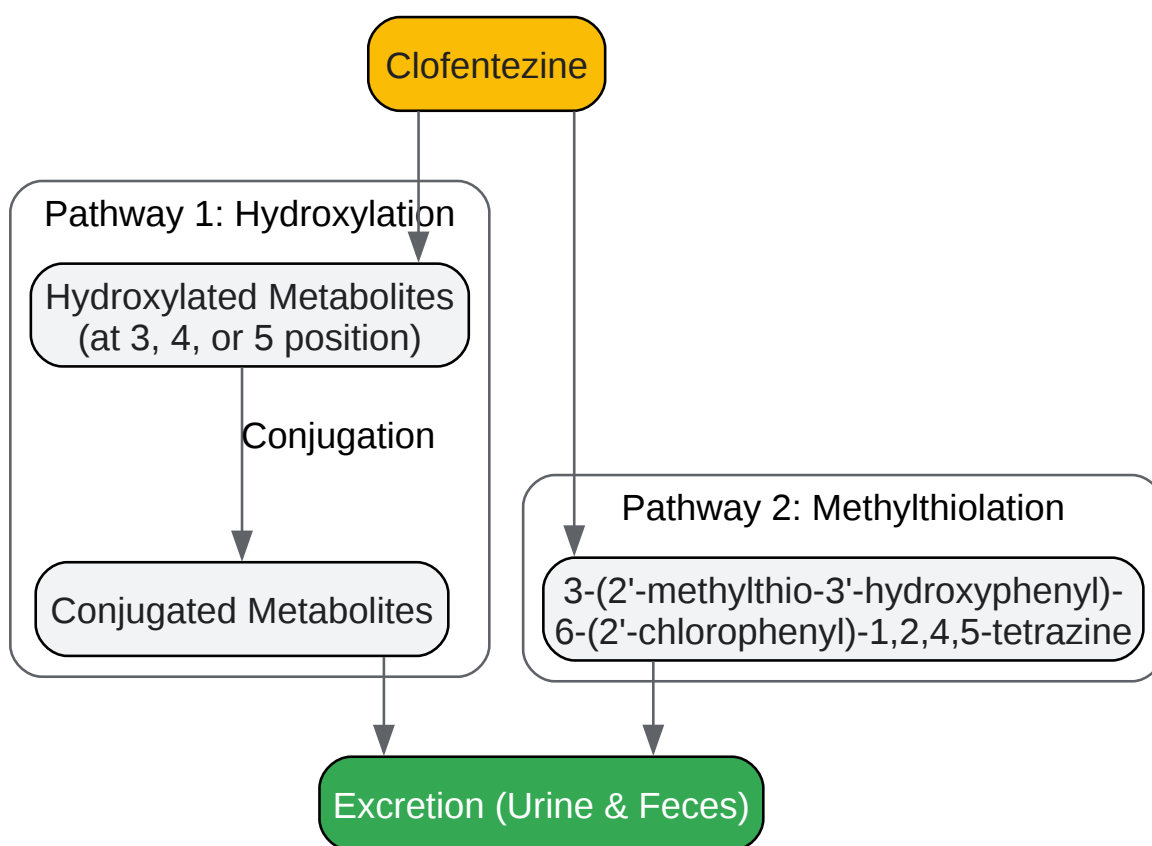 Clofentezine
Pathway 1: Hydroxylation
Hydroxylated Metabolites
(at 3, 4, or 5 position)
Conjugation
Conjugated Metabolites
Pathway 2: Methylthiolation
3-(2'-methylthio-3'-hydroxyphenyl)-
6-(2'-chlorophenyl)-1,2,4,5-tetrazine
Excretion (Urine & Feces)